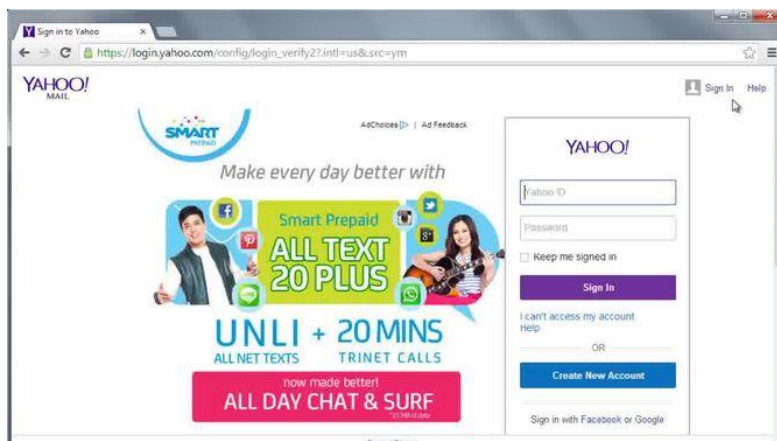 Sign in to Yahoo
https://login.yahoo.com/config/login_verify2?.intl=us&.src=ym
YAHOO!
MAIL
Sign In Help
SMART
PREPAID
AdChoices | Ad Feedback
Make every day better with
Smart Prepaid
ALL TEXT
20 PLUS
UNLI + 20 MINS
ALL NET TEXTS TRINET CALLS
now made better!
ALL DAY CHAT & SURF
YAHOO!
Yahoo ID
Password
Keep me signed in
Sign In
I can't access my account
Help
OR
Create New Account
Sign in with Facebook or Google